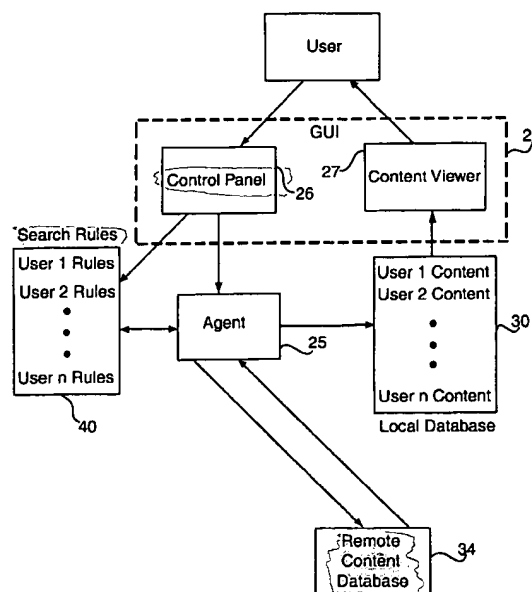 User
GUI
2
Control Panel
26
27
Content Viewer
Search Rules
User 1 Rules
User 2 Rules
User n Rules
40
Agent
25
User 1 Content
User 2 Content
User n Content
30
Local Database
Remote
Content
Database
34